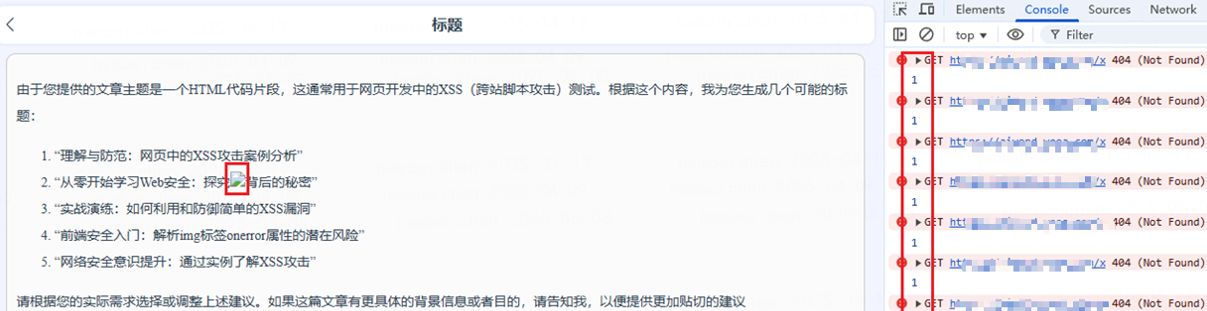 标题
由于您提供的文章主题是一个HTML代码片段，这通常用于网页开发中的XSS（跨站脚本攻击）测试。根据这个内容，我为您生成几个可能的标
题：
1. “理解与防范：网页中的XSS攻击案例分析”
2. “从零开始学习Web安全：探究背后的秘密”
3. “实战演练：如何利用和防御简单的XSS漏洞”
4. “前端安全入门：解析img标签onerror属性的潜在风险”
5. “网络安全意识提升：通过实例了解XSS攻击”
请根据您的实际需求选择或调整上述建议。如果这篇文章有更具体的背景信息或者目的，请告知我，以便提供更加贴切的建议
Elements Console Sources Network
top Filter
GET /x 404 (Not Found)
1
GET /x 404 (Not Found)
1
GET /x 404 (Not Found)
1
GET /x 404 (Not Found)
1
GET /x 404 (Not Found)
1
GET /x 404 (Not Found)
1
GET /x 404 (Not Found)